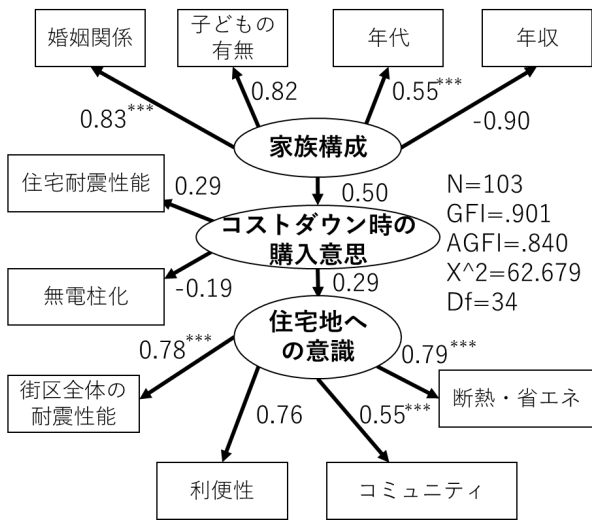 婚姻関係
子どもの
有無
年代
年収
0.83***
0.82
0.55***
-0.90
家族構成
住宅耐震性能
0.29
0.50
コストダウン時の
購入意思
無電柱化
-0.19
0.29
N=103
GFI=.901
AGFI=.840
X^2=62.679
Df=34
住宅地へ
の意識
0.78***
0.79***
街区全体の
耐震性能
0.76
0.55***
断熱・省エネ
利便性
コミュニティ